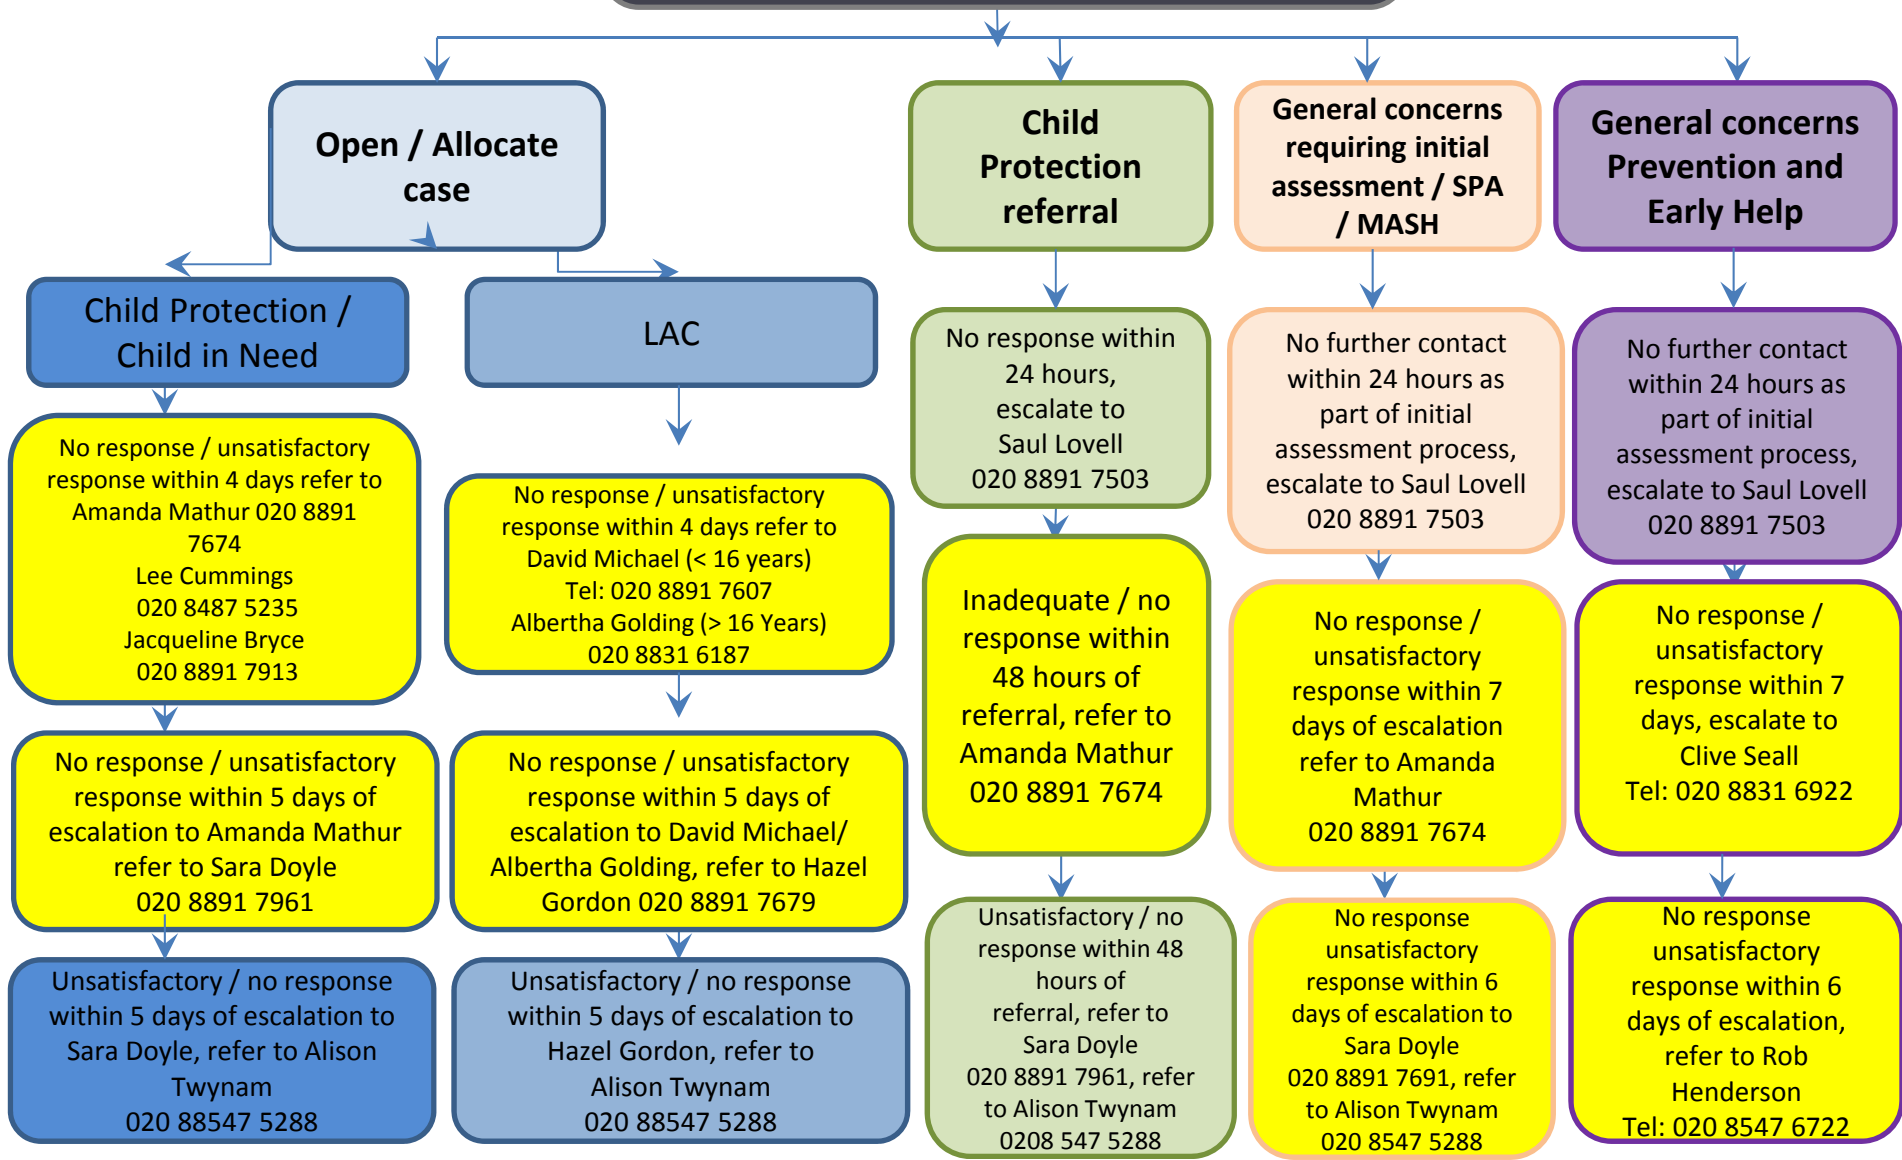 Open / Allocate
case
Child
Protection
referral
General concerns
requiring initial
assessment / SPA
/ MASH
General concerns
Prevention and
Early Help
Child Protection /
Child in Need
LAC
No response within
24 hours,
escalate to
Saul Lovell
020 8891 7503
No further contact
within 24 hours as
part of initial
assessment process,
escalate to Saul Lovell
020 8891 7503
No further contact
within 24 hours as
part of initial
assessment process,
escalate to Saul Lovell
020 8891 7503
No response / unsatisfactory
response within 4 days refer to
Amanda Mathur 020 8891
7674
Lee Cummings
020 8487 5235
Jacqueline Bryce
020 8891 7913
No response / unsatisfactory
response within 4 days refer to
David Michael (< 16 years)
Tel: 020 8891 7607
Albertha Golding (> 16 Years)
020 8831 6187
Inadequate / no
response within
48 hours of
referral, refer to
Amanda Mathur
020 8891 7674
No response /
unsatisfactory
response within 7
days of escalation
refer to Amanda
Mathur
020 8891 7674
No response /
unsatisfactory
response within 7
days, escalate to
Clive Seall
Tel: 020 8831 6922
No response / unsatisfactory
response within 5 days of
escalation to Amanda Mathur
refer to Sara Doyle
020 8891 7961
No response / unsatisfactory
response within 5 days of
escalation to David Michael/
Albertha Golding, refer to Hazel
Gordon 020 8891 7679
Unsatisfactory / no response
within 5 days of escalation to
Sara Doyle, refer to Alison
Twynam
020 88547 5288
Unsatisfactory / no response
within 5 days of escalation to
Hazel Gordon, refer to
Alison Twynam
020 88547 5288
Unsatisfactory / no
response within 48
hours of
referral, refer to
Sara Doyle
020 8891 7961, refer
to Alison Twynam
0208 547 5288
No response
unsatisfactory
response within 6
days of escalation to
Sara Doyle
020 8891 7691, refer
to Alison Twynam
020 8547 5288
No response
unsatisfactory
response within 6
days of escalation,
refer to Rob
Henderson
Tel: 020 8547 6722